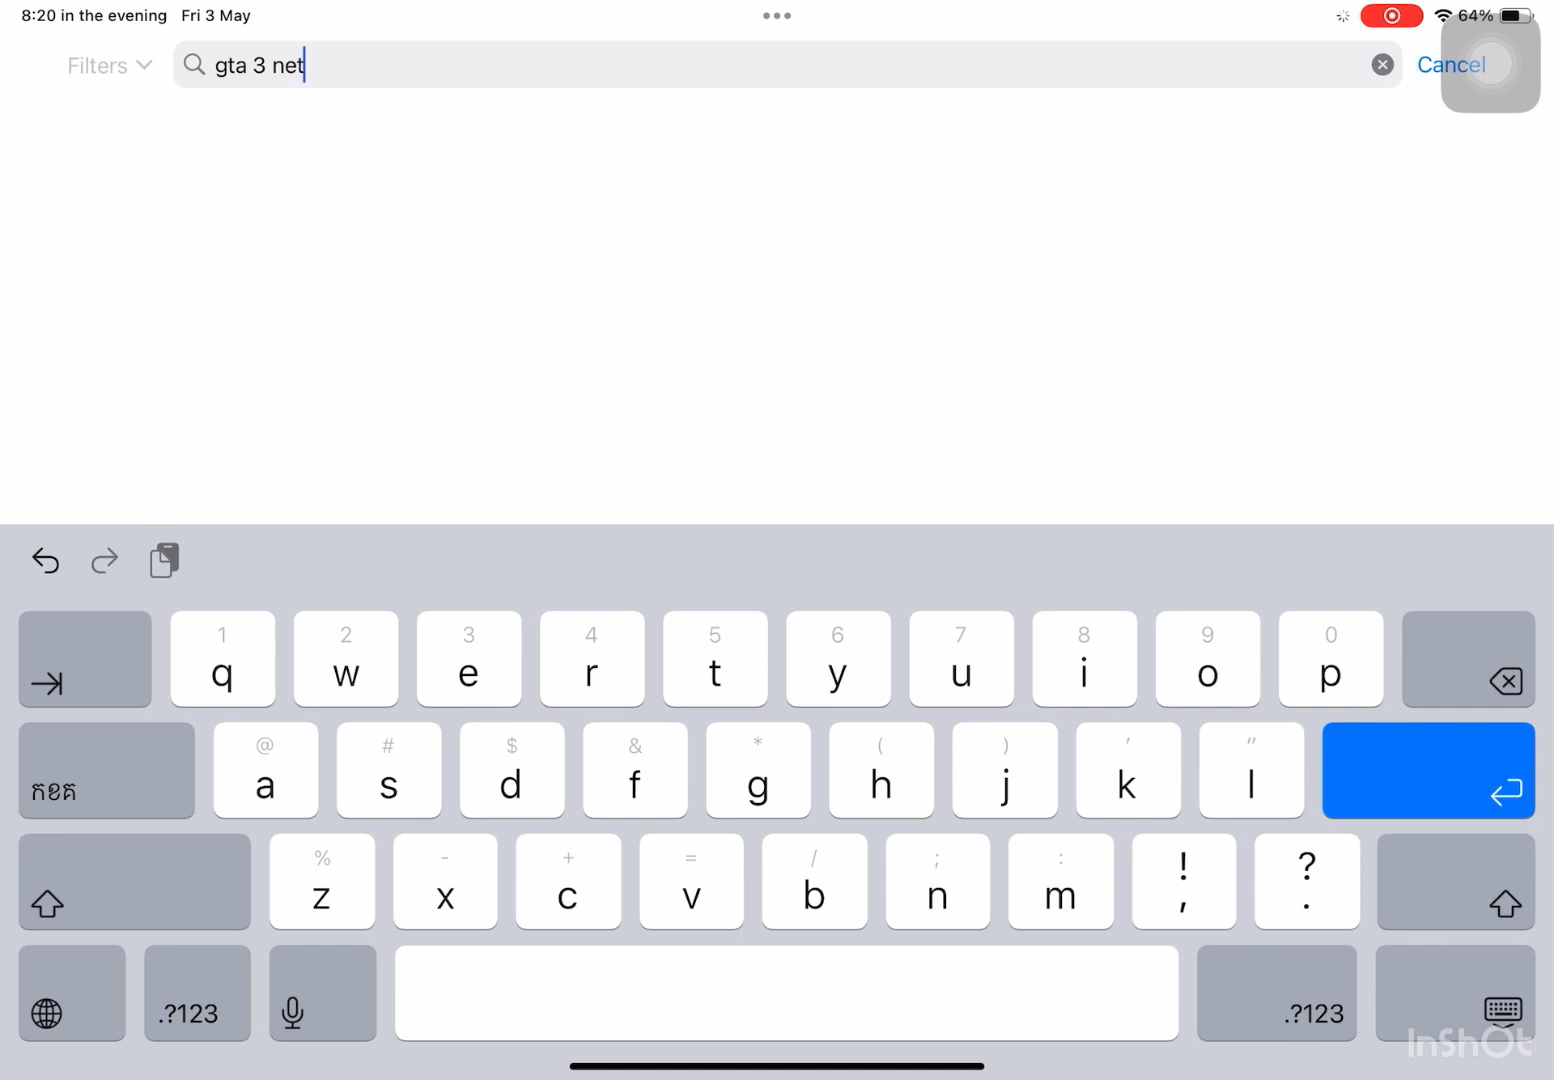 8:20 in the evening Fri 3 May
64%
Filters
gta 3 net
Cancel
1 2 3 4 5 6 7 8 9 0
q w e r t y u i o p
@ # $ & * ( ) ' "
កខគ a s d f g h j k l
% - + = / ; : ! ?
z x c v b n m , .
.?123 .?123
InShOt